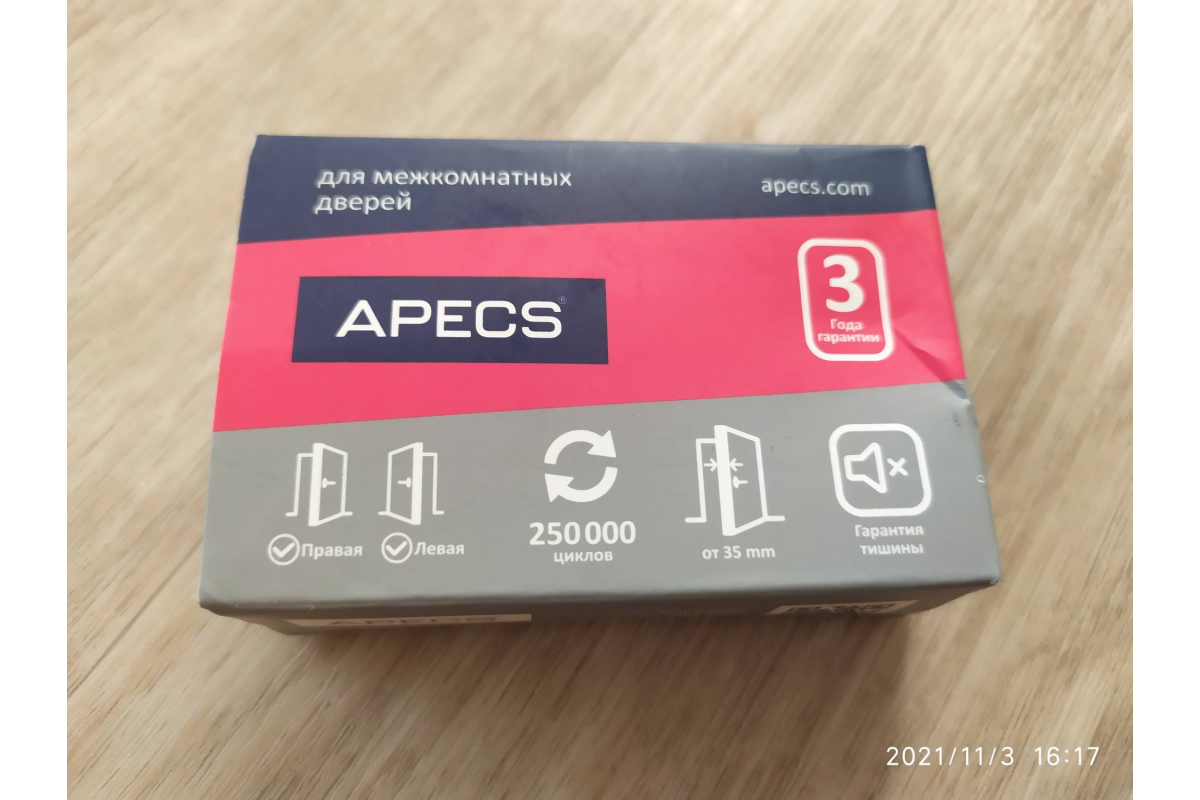 для межкомнатных
дверей
apecs.com
APECS®
3
Года
гарантии
Правая
Левая
250 000
циклов
от 35 mm
Гарантия
тишины
APECS
2021/11/3 16:17